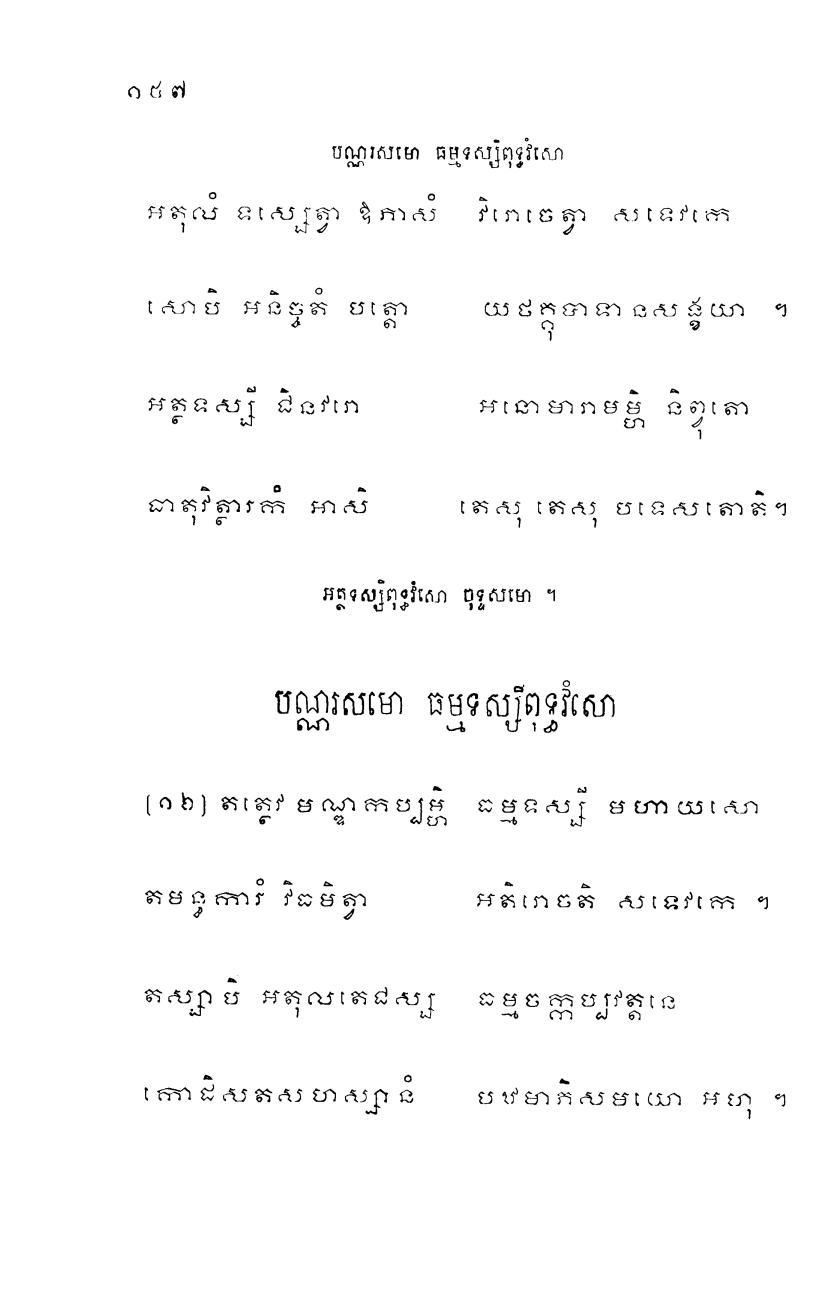 ១៥៧
បណ្ណរសមោ ធម្មទស្សិពុទ្ធវំសោ
អតុលំ ទស្សេត្វា ឱភាសំ វិរោចេត្វា សទេវកេ
សោបិ អនិច្ចតំ បត្តោ យថគ្គុបាទានសង្ខយា ។
អត្ថទស្សី ជិនវរោ អនោមារាមម្ហិ និព្វុតោ
ធាតុវិត្ថារកំ អាសិ តេសុ តេសុ បទេសតោតិ។
អត្ថទស្សិពុទ្ធវំសោ ចុទ្ទសមោ ។
បណ្ណរសមោ ធម្មទស្សីពុទ្ធវំសោ
[១៦] តត្ថេវ មណ្ឌកប្បម្ហិ ធម្មទស្សី មហាយសោ
តមន្ធការំ វិធមិត្វា អតិរោចតិ សទេវកេ ។
តស្សាបិ អតុលតេជស្ស ធម្មចក្កប្បវត្តនេ
កោដិសតសហស្សានំ បឋមាភិសមយោ អហុ ។